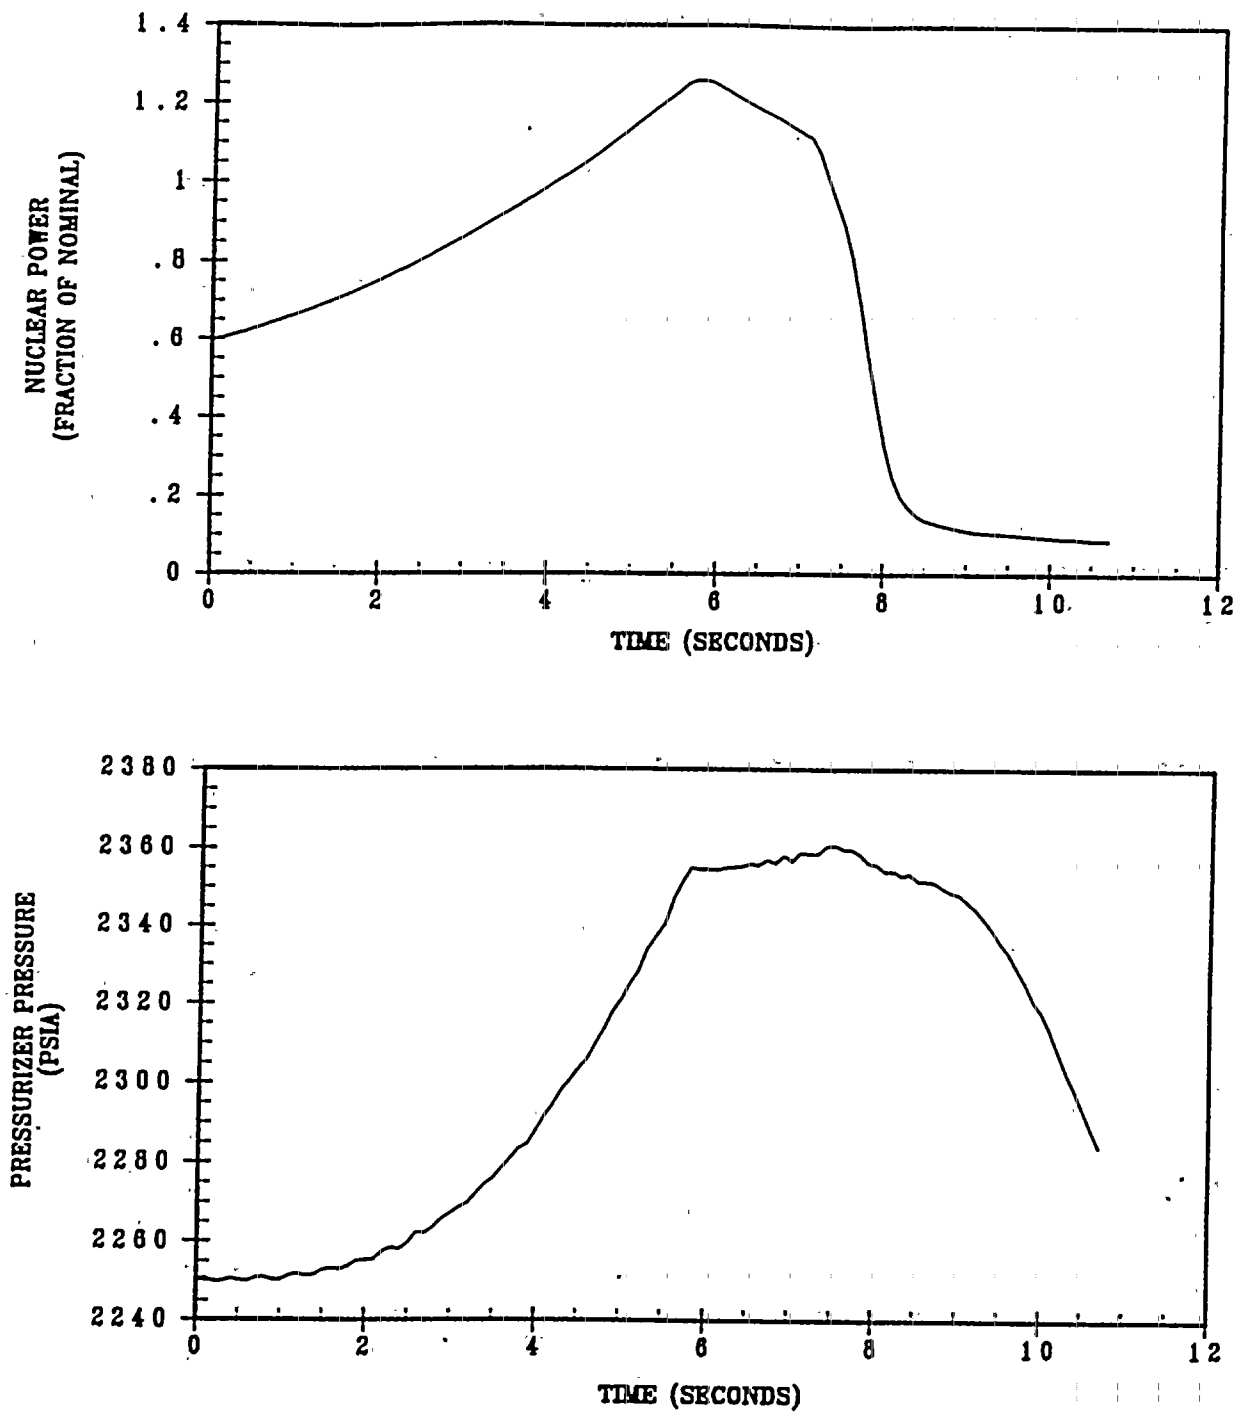 1.4
1.2
1
.8
.6
.4
.2
0
NUCLEAR POWER
(FRACTION OF NOMINAL)
0 2 4 6 8 10 12
TIME (SECONDS)
2380
2360
2340
2320
2300
2280
2260
2240
PRESSURIZER PRESSURE
(PSIA)
0 2 4 6 8 10 12
TIME (SECONDS)